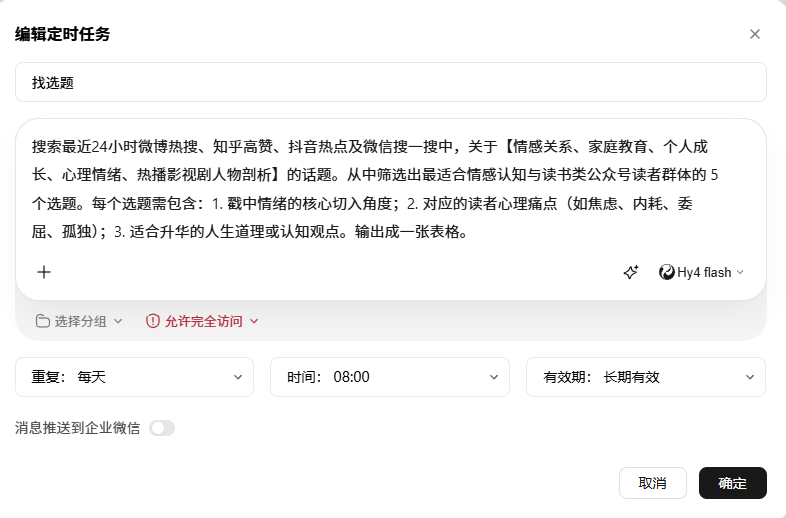 编辑定时任务
找选题
搜索最近24小时微博热搜、知乎高赞、抖音热点及微信搜一搜中，关于【情感关系、家庭教育、个人成
长、心理情绪、热播影视剧人物剖析】的话题。从中筛选出最适合情感认知与读书类公众号读者群体的 5
个选题。每个选题需包含：1. 戳中情绪的核心切入角度；2. 对应的读者心理痛点（如焦虑、内耗、委
屈、孤独）；3. 适合升华的人生道理或认知观点。输出成一张表格。
Hy4 flash
选择分组 允许完全访问
重复： 每天 时间： 08:00 有效期： 长期有效
消息推送到企业微信
取消 确定